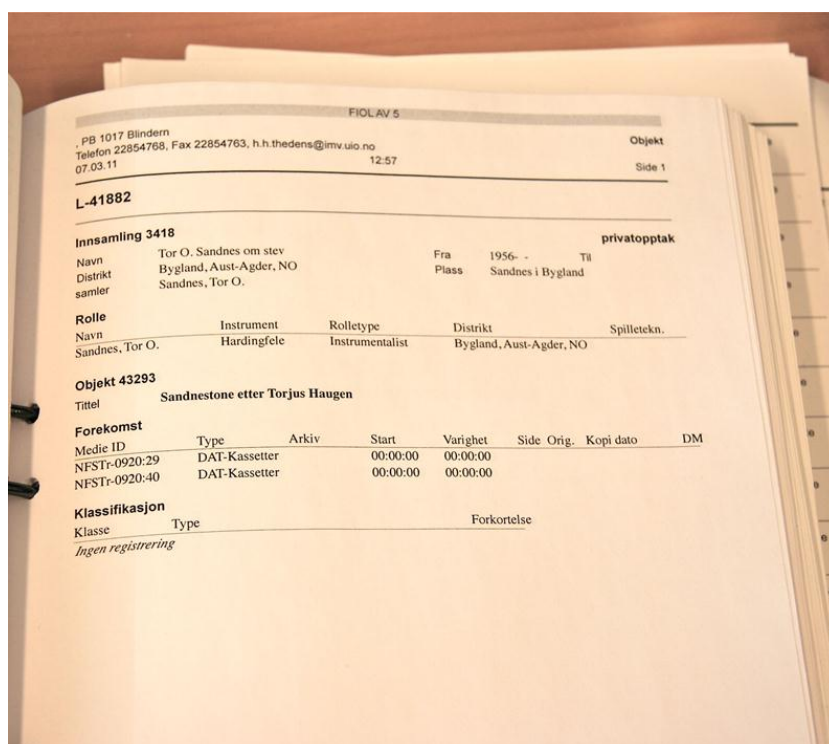 FIOL AV 5
, PB 1017 Blindern Objekt
Telefon 22854768, Fax 22854763, h.h.thedens@imv.uio.no
07.03.11 12:57 Side 1
L-41882
Innsamling 3418 privatopptak
Navn Tor O. Sandnes om stev Fra 1956- - Til
Distrikt Bygland, Aust-Agder, NO Plass Sandnes i Bygland
samler Sandnes, Tor O.
Rolle
Navn Instrument Rolletype Distrikt Spilletekn.
Sandnes, Tor O. Hardingfele Instrumentalist Bygland, Aust-Agder, NO
Objekt 43293
Tittel Sandnestone etter Torjus Haugen
Forekomst
Medie ID Type Arkiv Start Varighet Side Orig. Kopi dato DM
NFSTr-0920:29 DAT-Kassetter 00:00:00 00:00:00
NFSTr-0920:40 DAT-Kassetter 00:00:00 00:00:00
Klassifikasjon
Klasse Type Forkortelse
Ingen registrering